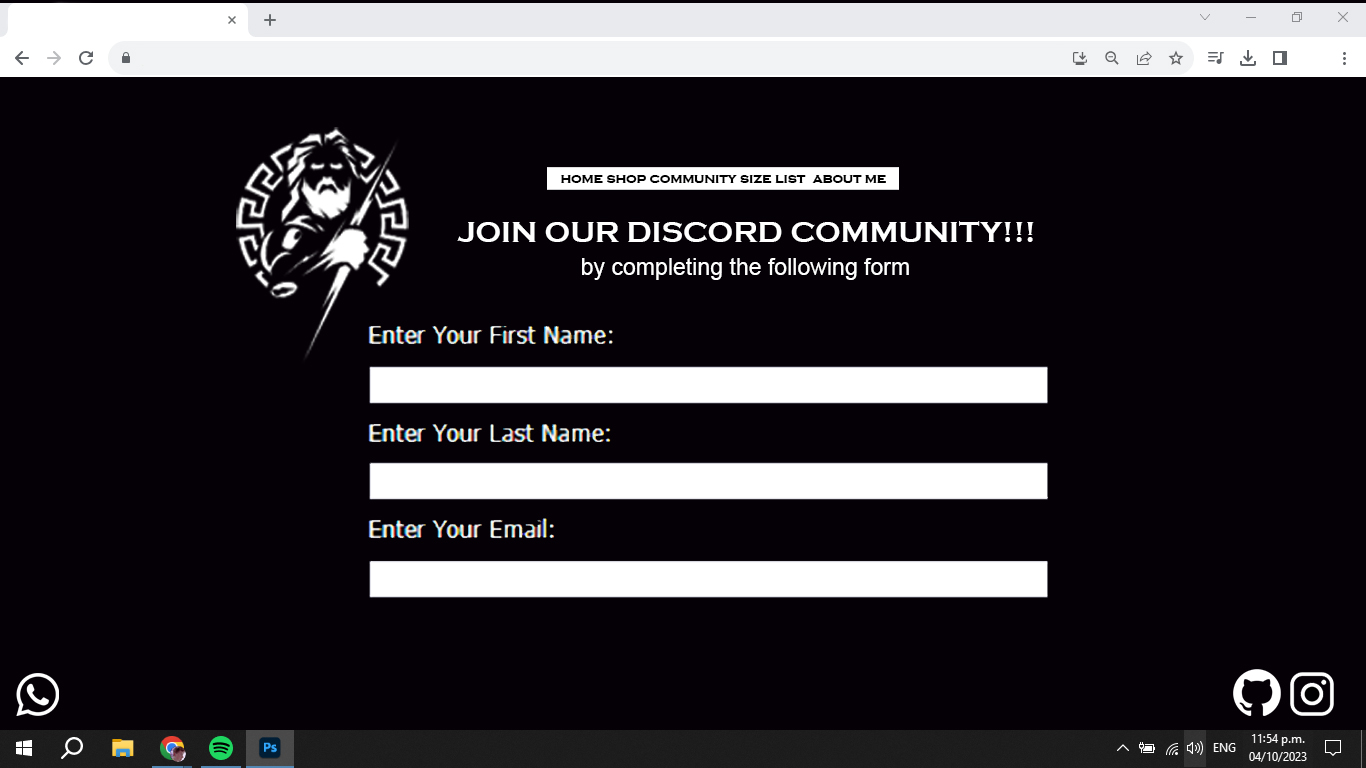 HOME SHOP COMMUNITY SIZE LIST ABOUT ME
JOIN OUR DISCORD COMMUNITY!!!
by completing the following form
Enter Your First Name:
Enter Your Last Name:
Enter Your Email:
Ps
ENG
11:54 p.m.
04/10/2023